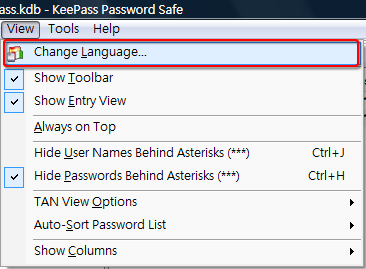 ass.kdb - KeePass Password Safe
View Tools Help
Change Language...
Show Toolbar
Show Entry View
Always on Top
Hide User Names Behind Asterisks (***) Ctrl+J
Hide Passwords Behind Asterisks (***) Ctrl+H
TAN View Options
Auto-Sort Password List
Show Columns